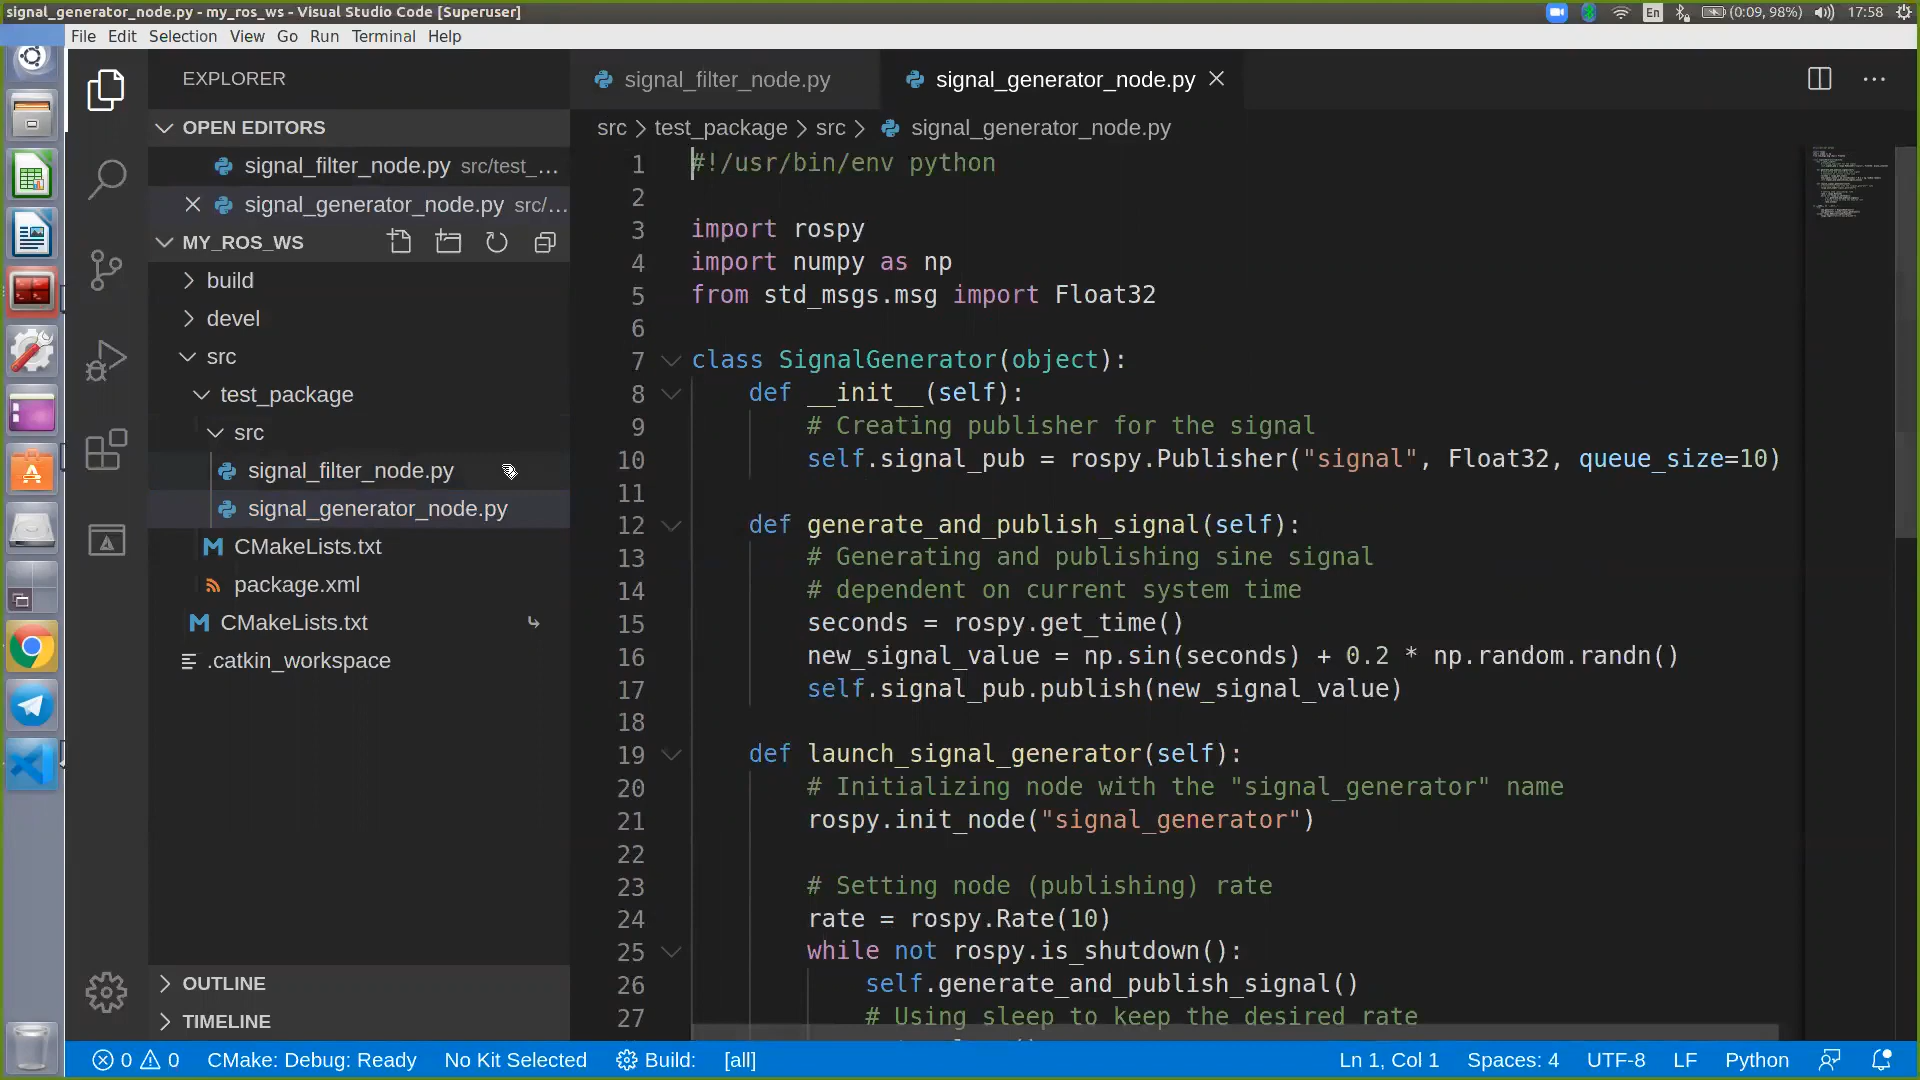 signal_generator_node.py - my_ros_ws - Visual Studio Code [Superuser]
En
(0:09, 98%)
17:58
File Edit Selection View Go Run Terminal Help
EXPLORER
OPEN EDITORS
signal_filter_node.py src/test_...
signal_generator_node.py src/...
MY_ROS_WS
build
devel
src
test_package
src
signal_filter_node.py
signal_generator_node.py
CMakeLists.txt
package.xml
CMakeLists.txt
.catkin_workspace
OUTLINE
TIMELINE
signal_filter_node.py
signal_generator_node.py
src > test_package > src > signal_generator_node.py
1 #!/usr/bin/env python
2
3 import rospy
4 import numpy as np
5 from std_msgs.msg import Float32
6
7 class SignalGenerator(object):
8 def __init__(self):
9 # Creating publisher for the signal
10 self.signal_pub = rospy.Publisher("signal", Float32, queue_size=10)
11
12 def generate_and_publish_signal(self):
13 # Generating and publishing sine signal
14 # dependent on current system time
15 seconds = rospy.get_time()
16 new_signal_value = np.sin(seconds) + 0.2 * np.random.randn()
17 self.signal_pub.publish(new_signal_value)
18
19 def launch_signal_generator(self):
20 # Initializing node with the "signal_generator" name
21 rospy.init_node("signal_generator")
22
23 # Setting node (publishing) rate
24 rate = rospy.Rate(10)
25 while not rospy.is_shutdown():
26 self.generate_and_publish_signal()
27 # Using sleep to keep the desired rate
0 0 CMake: Debug: Ready No Kit Selected Build: [all] Ln 1, Col 1 Spaces: 4 UTF-8 LF Python